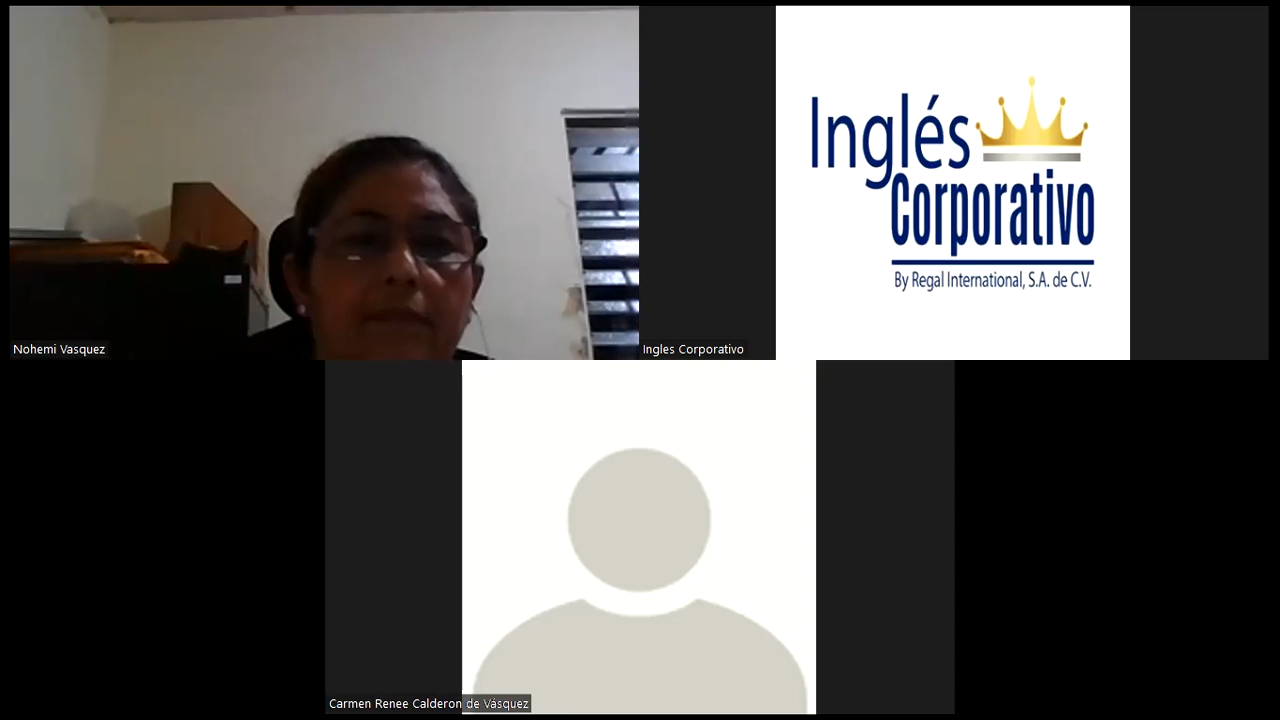 Inglés
Corporativo
By Regal International, S.A. de C.V.
Nohemi Vasquez
Ingles Corporativo
Carmen Renee Calderon de Vásquez